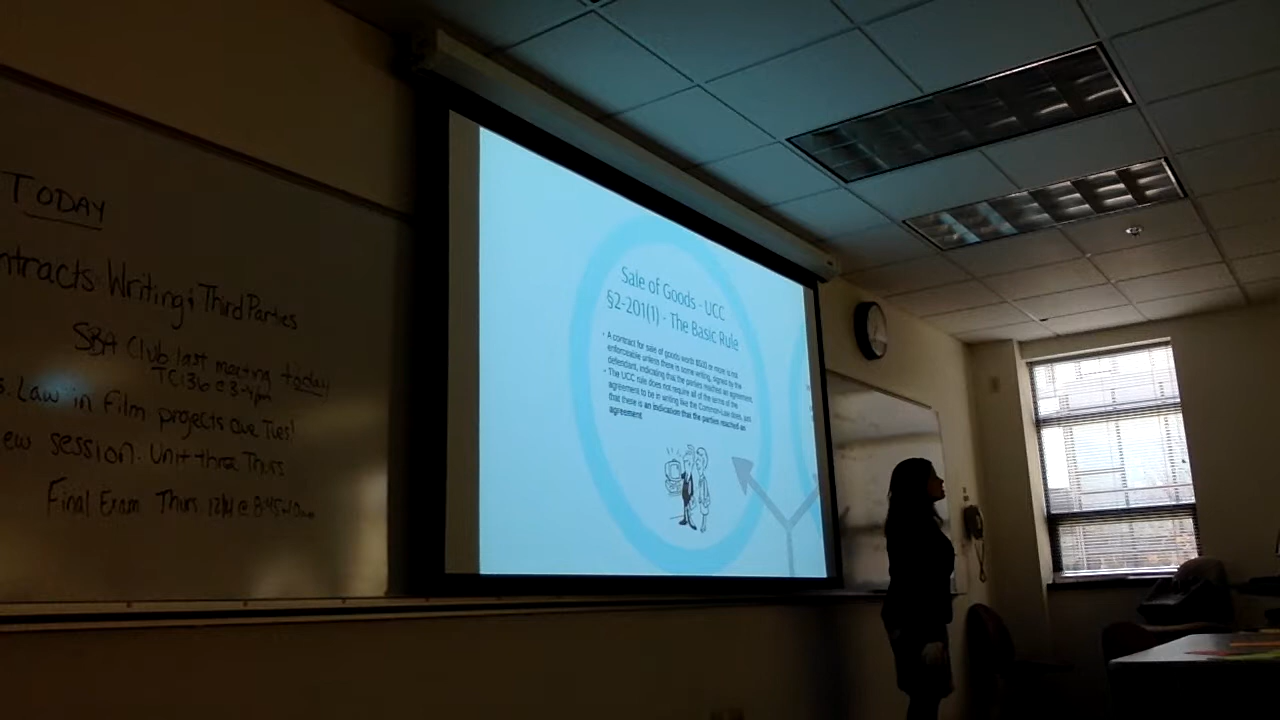 TODAY
ntracts Writing & Third Parties
SBA Club last meeting today
TC136 @ 3-4pm
s. Law in Film projects due Tues!
ew session. Unit three Thurs
Final Exam Thurs. 12/11 @
Sale of Goods - UCC
§2-201(1) - The Basic Rule
- A contract for sale of goods worth $500 or more is not
enforceable unless there is some writing, signed by the
defendant, indicating that the parties reached an agreement.
- The UCC rule does not require all of the terms of the
agreement to be in writing like the Common Law does, just
that there is an indication that the parties reached an
agreement